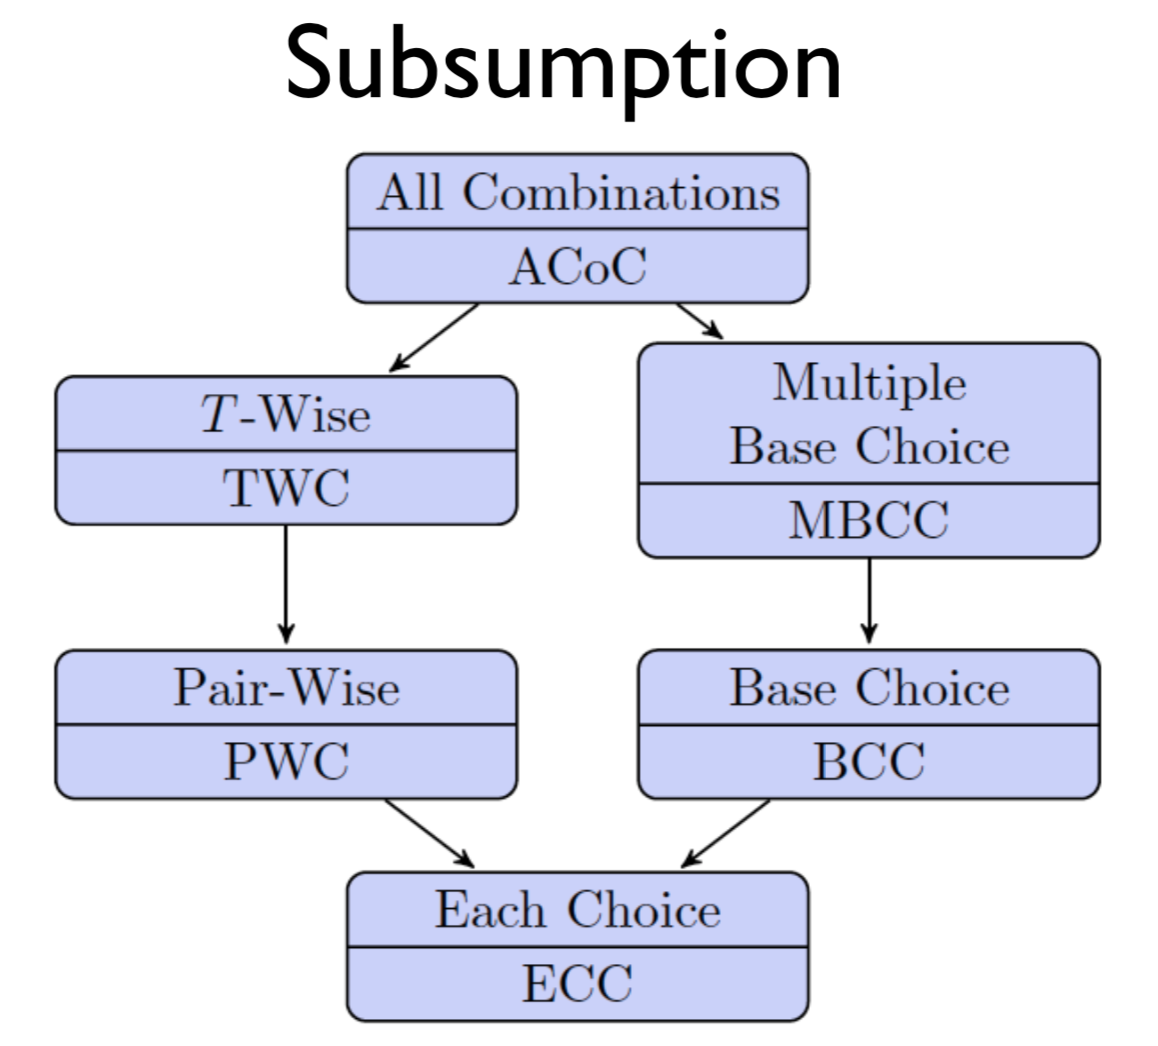 Subsumption
All Combinations
ACoC
T-Wise
TWC
Multiple
Base Choice
MBCC
Pair-Wise
PWC
Base Choice
BCC
Each Choice
ECC